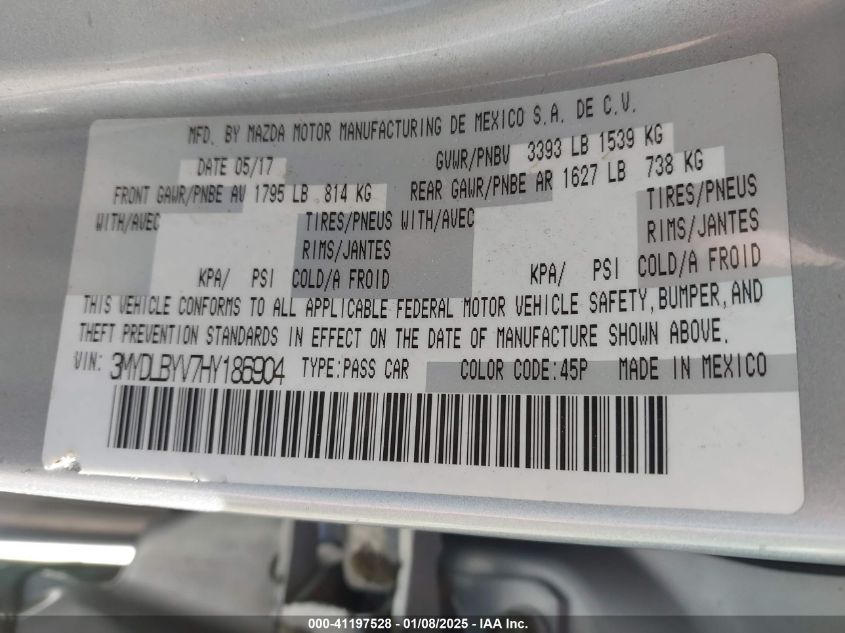 MFD. BY MAZDA MOTOR MANUFACTURING DE MEXICO S.A. DE C.V.
DATE 05/17 GVWR/PNBV 3393 LB 1539 KG
FRONT GAWR/PNBE AV 1795 LB 814 KG REAR GAWR/PNBE AR 1627 LB 738 KG
WITH/AVEC TIRES/PNEUS WITH/AVEC TIRES/PNEUS
RIMS/JANTES RIMS/JANTES
KPA/ PSI COLD/A FROID KPA/ PSI COLD/A FROID
THIS VEHICLE CONFORMS TO ALL APPLICABLE FEDERAL MOTOR VEHICLE SAFETY, BUMPER, AND
THEFT PREVENTION STANDARDS IN EFFECT ON THE DATE OF MANUFACTURE SHOWN ABOVE.
VIN: 3MYDLBYV7HY186904 TYPE:PASS CAR COLOR CODE:45P MADE IN MEXICO
000-41197528 - 01/08/2025 - IAA Inc.